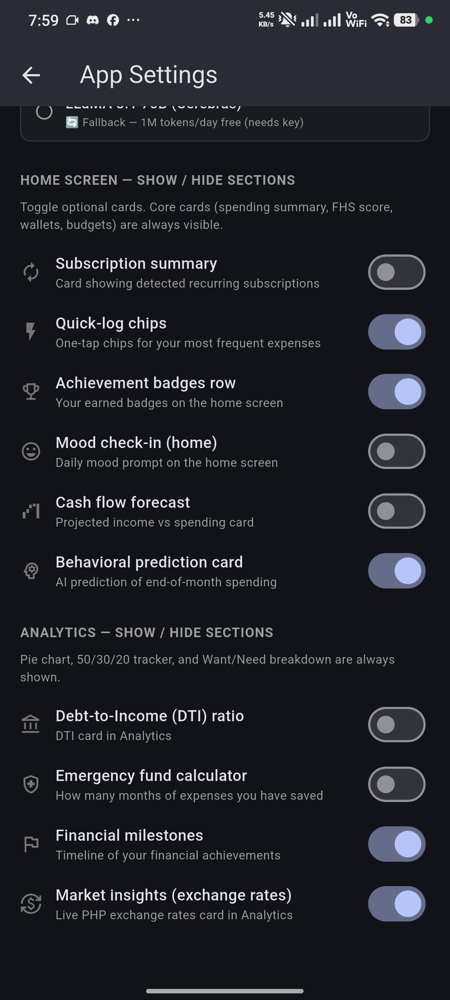 7:59
5.45
KB/s
Vo
WiFi
83
App Settings
🔄 Fallback — 1M tokens/day free (needs key)
HOME SCREEN — SHOW / HIDE SECTIONS
Toggle optional cards. Core cards (spending summary, FHS score,
wallets, budgets) are always visible.
Subscription summary
Card showing detected recurring subscriptions
Quick-log chips
One-tap chips for your most frequent expenses
Achievement badges row
Your earned badges on the home screen
Mood check-in (home)
Daily mood prompt on the home screen
Cash flow forecast
Projected income vs spending card
Behavioral prediction card
AI prediction of end-of-month spending
ANALYTICS — SHOW / HIDE SECTIONS
Pie chart, 50/30/20 tracker, and Want/Need breakdown are always
shown.
Debt-to-Income (DTI) ratio
DTI card in Analytics
Emergency fund calculator
How many months of expenses you have saved
Financial milestones
Timeline of your financial achievements
Market insights (exchange rates)
Live PHP exchange rates card in Analytics